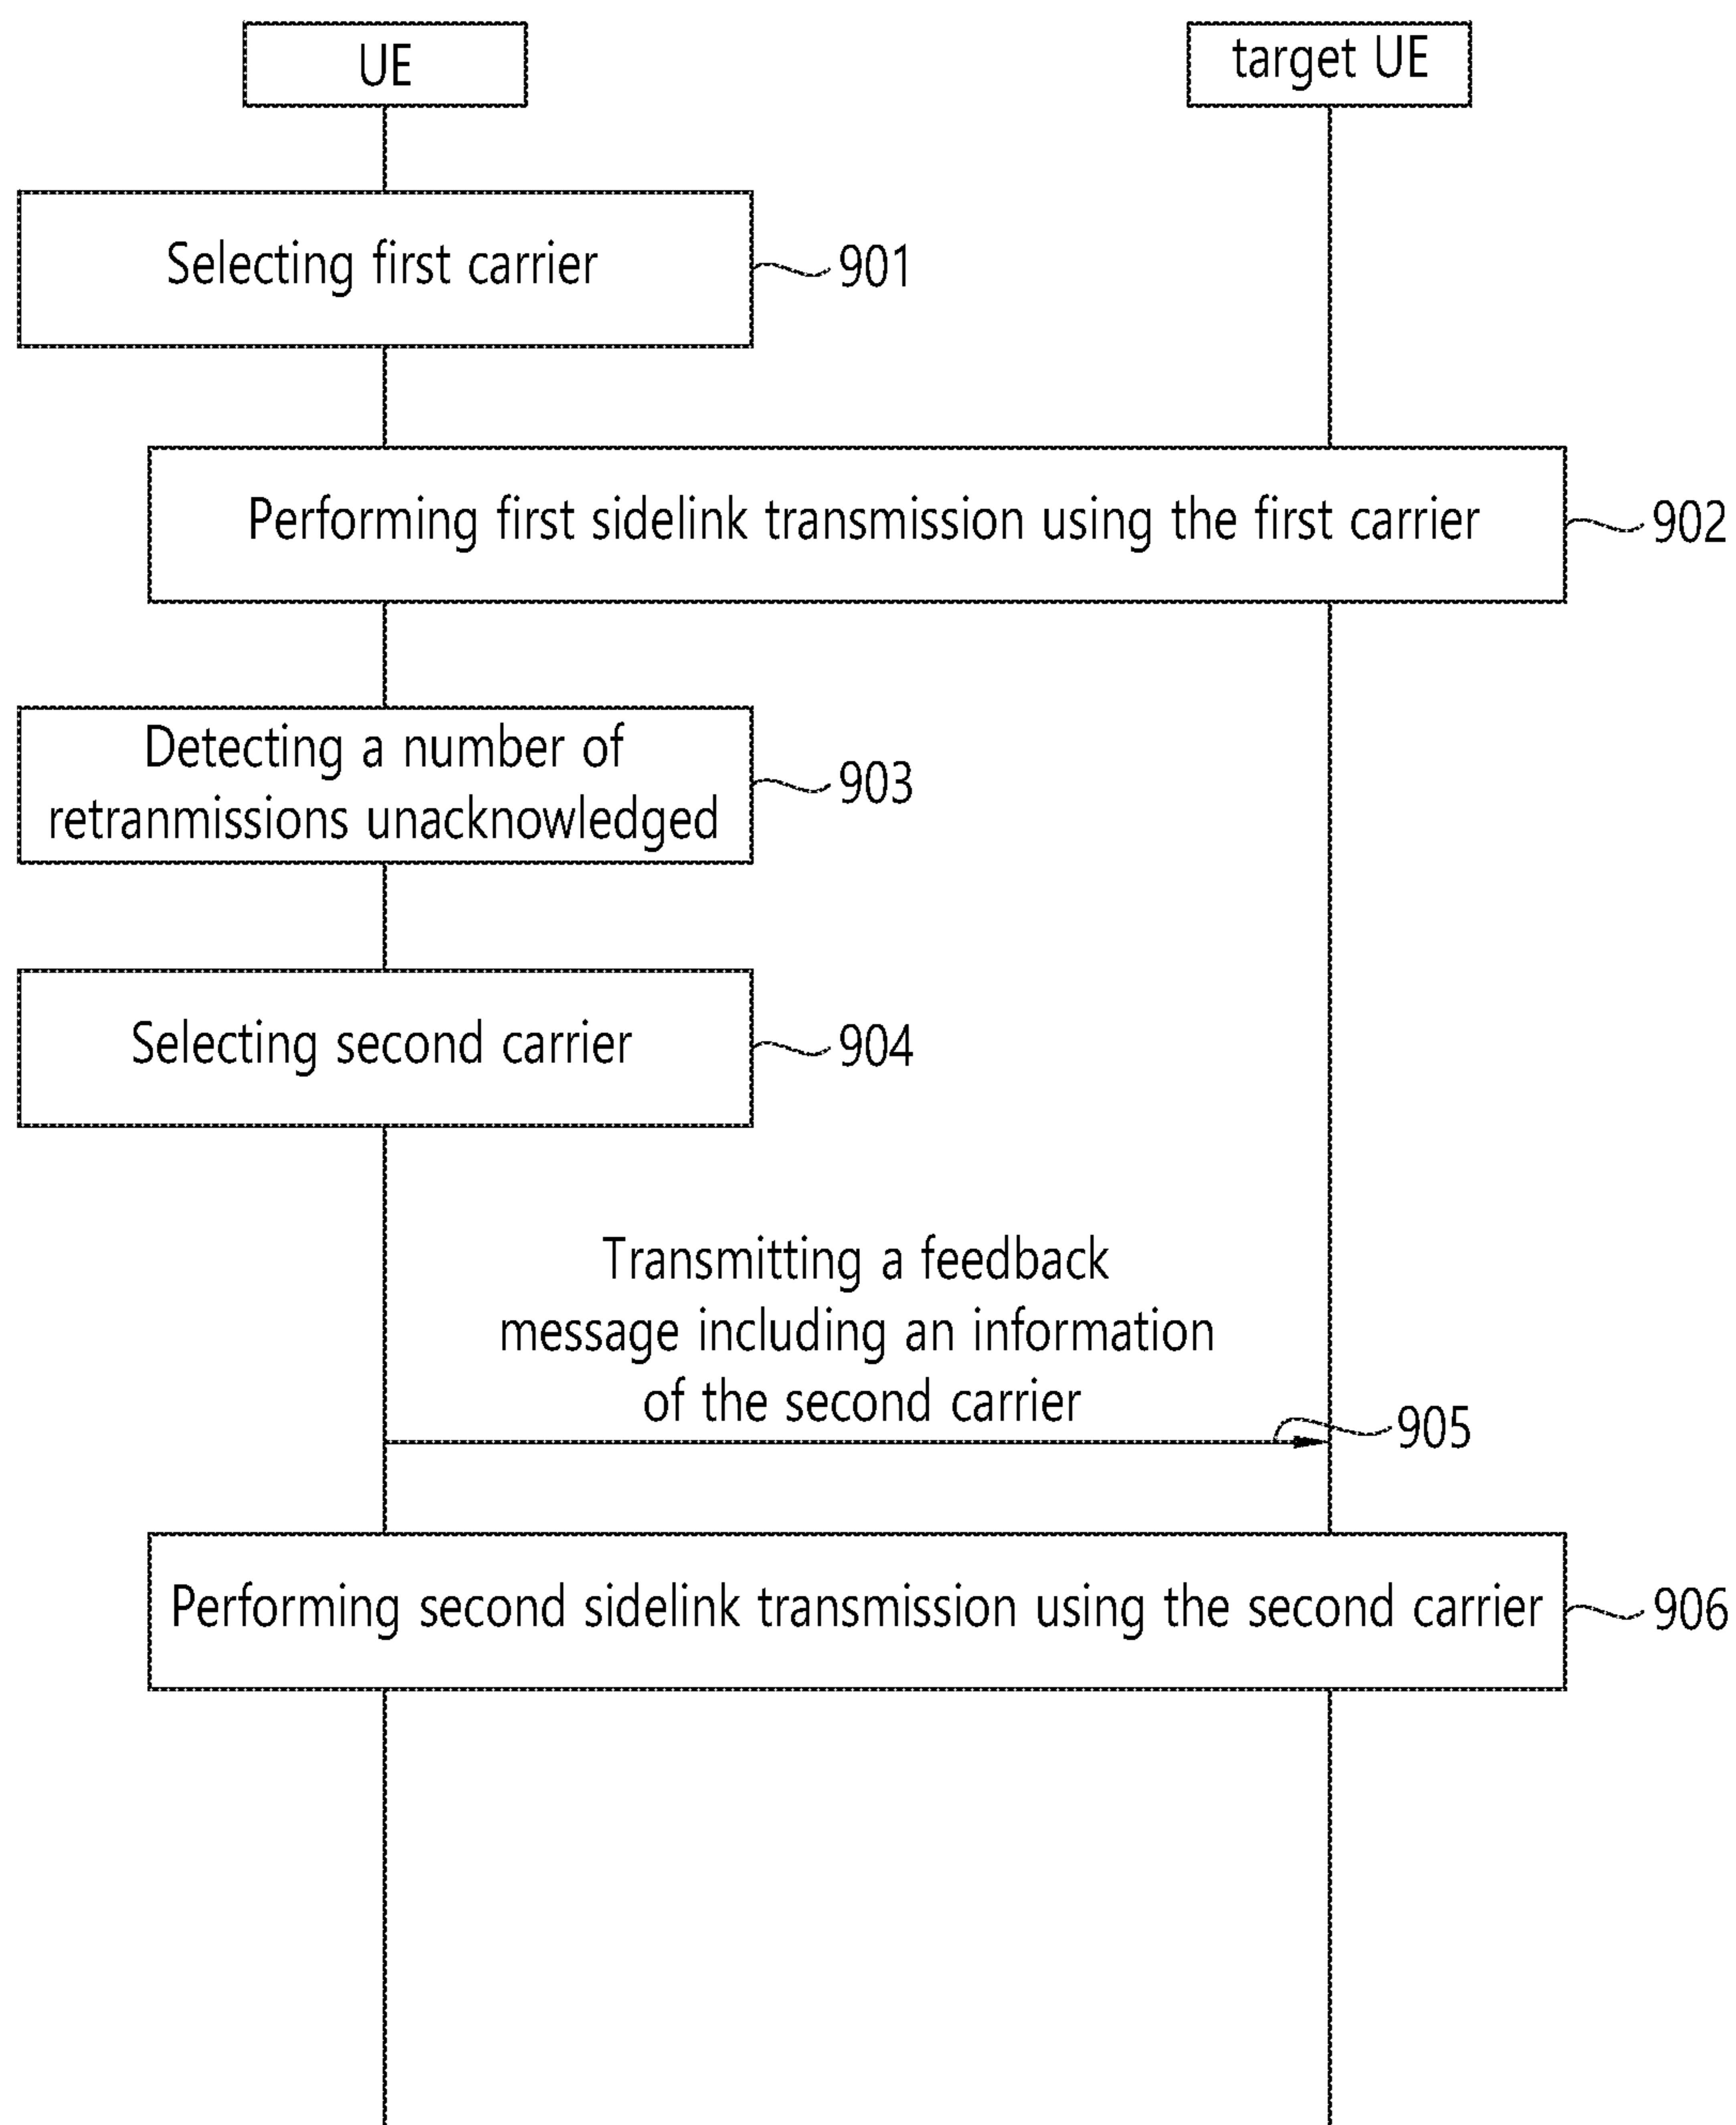 UE
target UE
Selecting first carrier
901
Performing first sidelink transmission using the first carrier
902
Detecting a number of
retranmissions unacknowledged
903
Selecting second carrier
904
Transmitting a feedback
message including an information
of the second carrier
905
Performing second sidelink transmission using the second carrier
906